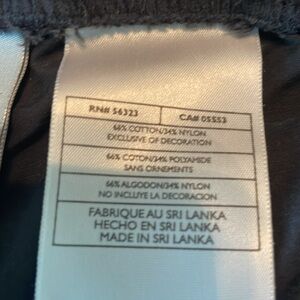 RN# 56323 CA# 05553
66% COTTON/34% NYLON
EXCLUSIVE OF DECORATION
66% COTON/34% POLYAMIDE
SANS ORNEMENTS
66% ALGODON/34% NYLON
NO INCLUYE LA DECORACION
FABRIQUE AU SRI LANKA
HECHO EN SRI LANKA
MADE IN SRI LANKA